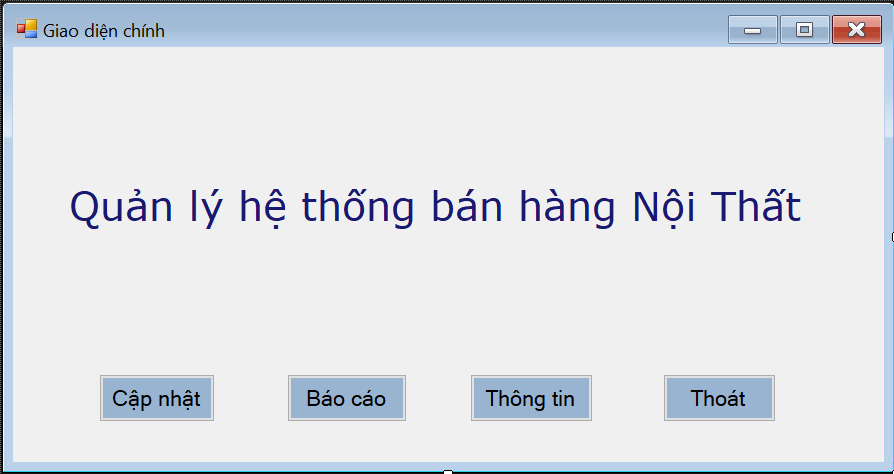 Giao diện chính
Quản lý hệ thống bán hàng Nội Thất
Cập nhật Báo cáo Thông tin Thoát